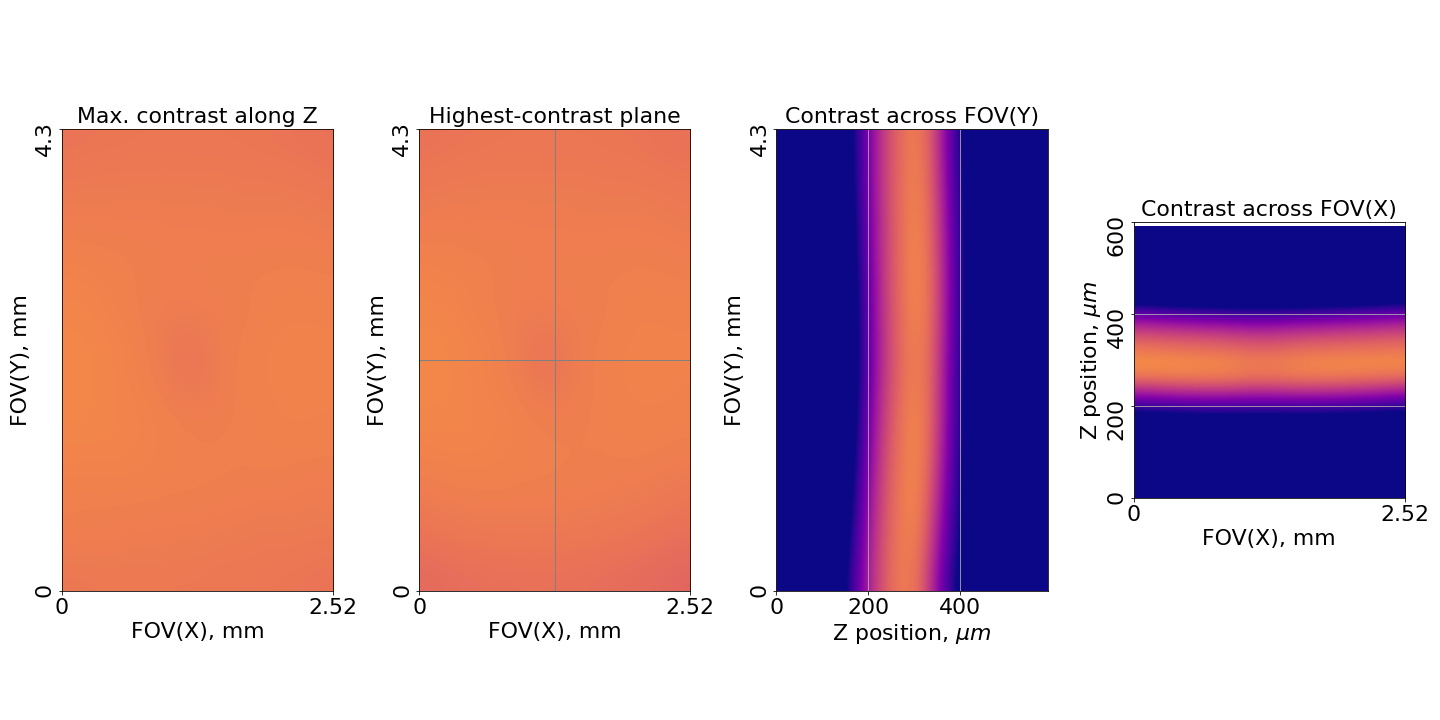 Max. contrast along Z
4.3
FOV(Y), mm
0
0
2.52
FOV(X), mm
Highest-contrast plane
4.3
FOV(Y), mm
0
0
2.52
FOV(X), mm
Contrast across FOV(Y)
4.3
FOV(Y), mm
0
0
200
400
Z position, μm
Contrast across FOV(X)
600
400
200
0
Z position, μm
0
2.52
FOV(X), mm